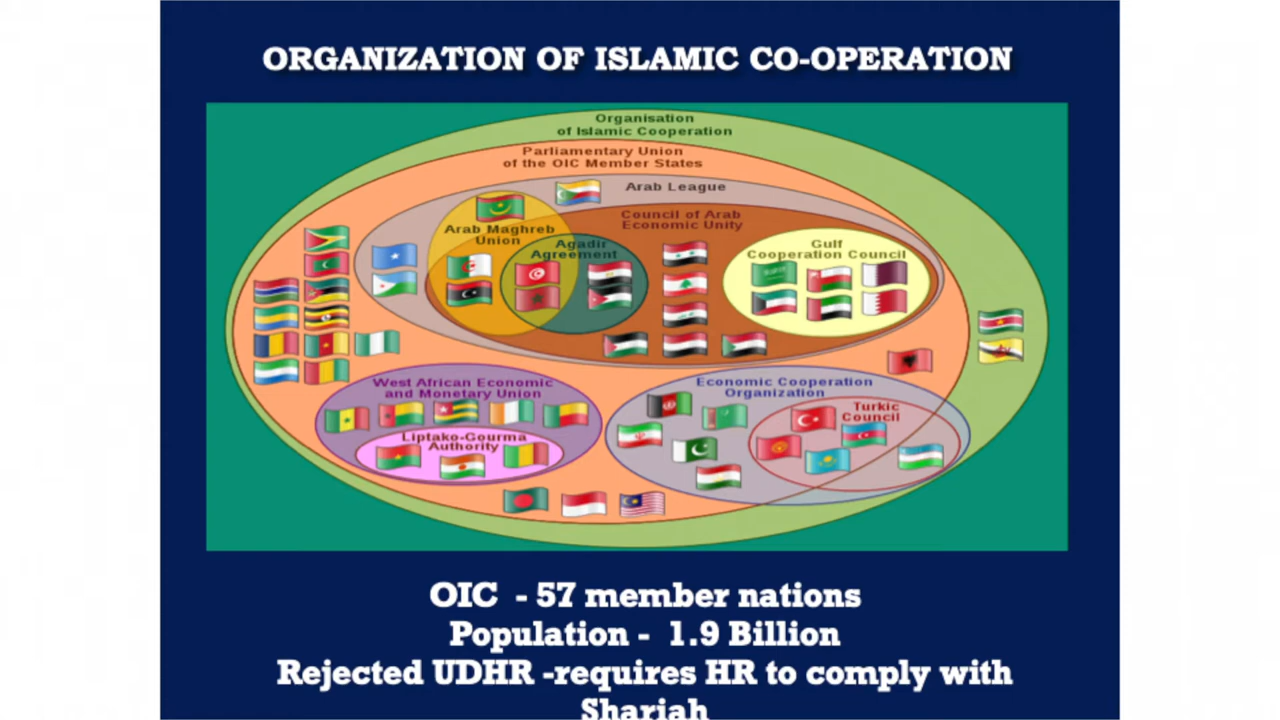 ORGANIZATION OF ISLAMIC CO-OPERATION
Organisation
of Islamic Cooperation
Parliamentary Union
of the OIC Member States
Arab League
Council of Arab
Economic Unity
Arab Maghreb
Union
Agadir
Agreement
Gulf
Cooperation Council
West African Economic
and Monetary Union
Liptako-Gourma
Authority
Economic Cooperation
Organization
Turkic
Council
OIC - 57 member nations
Population - 1.9 Billion
Rejected UDHR -requires HR to comply with
Shariah